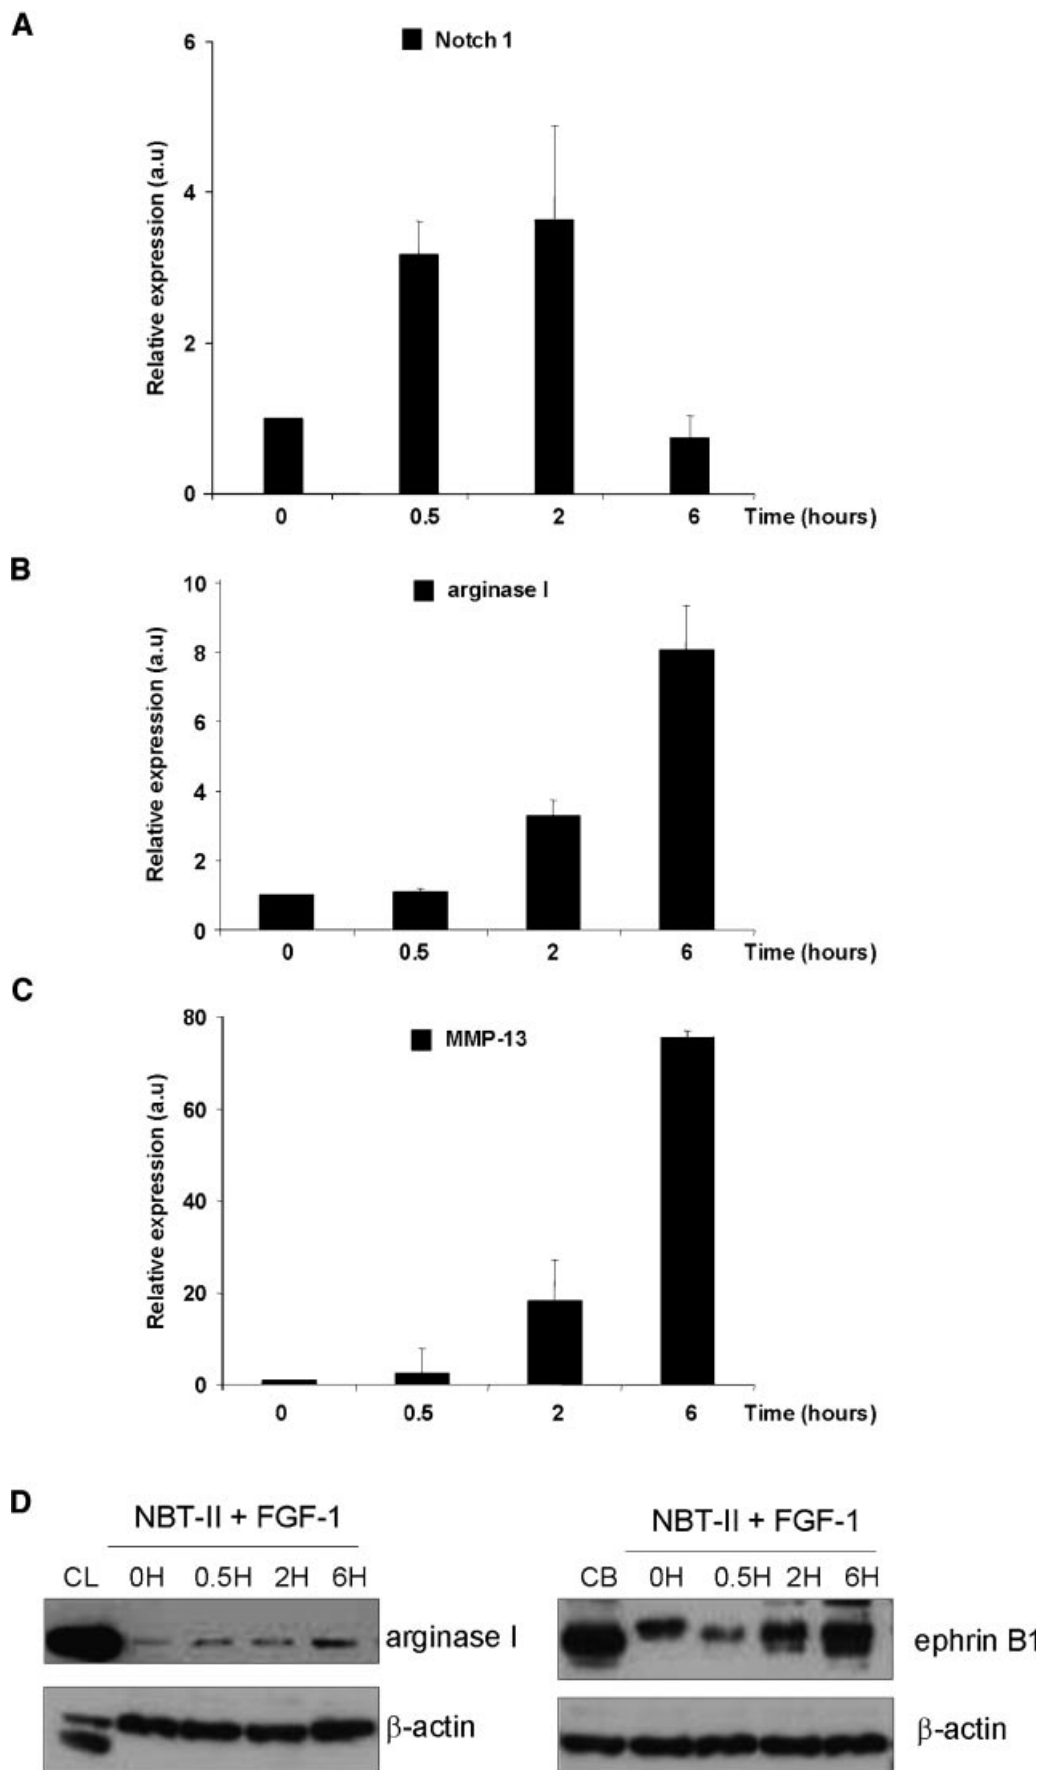 A
Notch 1
6
4
2
0
Relative expression (a.u)
0 0.5 2 6 Time (hours)
B
arginase I
10
8
6
4
2
0
Relative expression (a.u)
0 0.5 2 6 Time (hours)
C
MMP-13
80
60
40
20
0
Relative expression (a.u)
0 0.5 2 6 Time (hours)
D
NBT-II + FGF-1
CL 0H 0.5H 2H 6H
arginase I
β-actin
NBT-II + FGF-1
CB 0H 0.5H 2H 6H
ephrin B1
β-actin